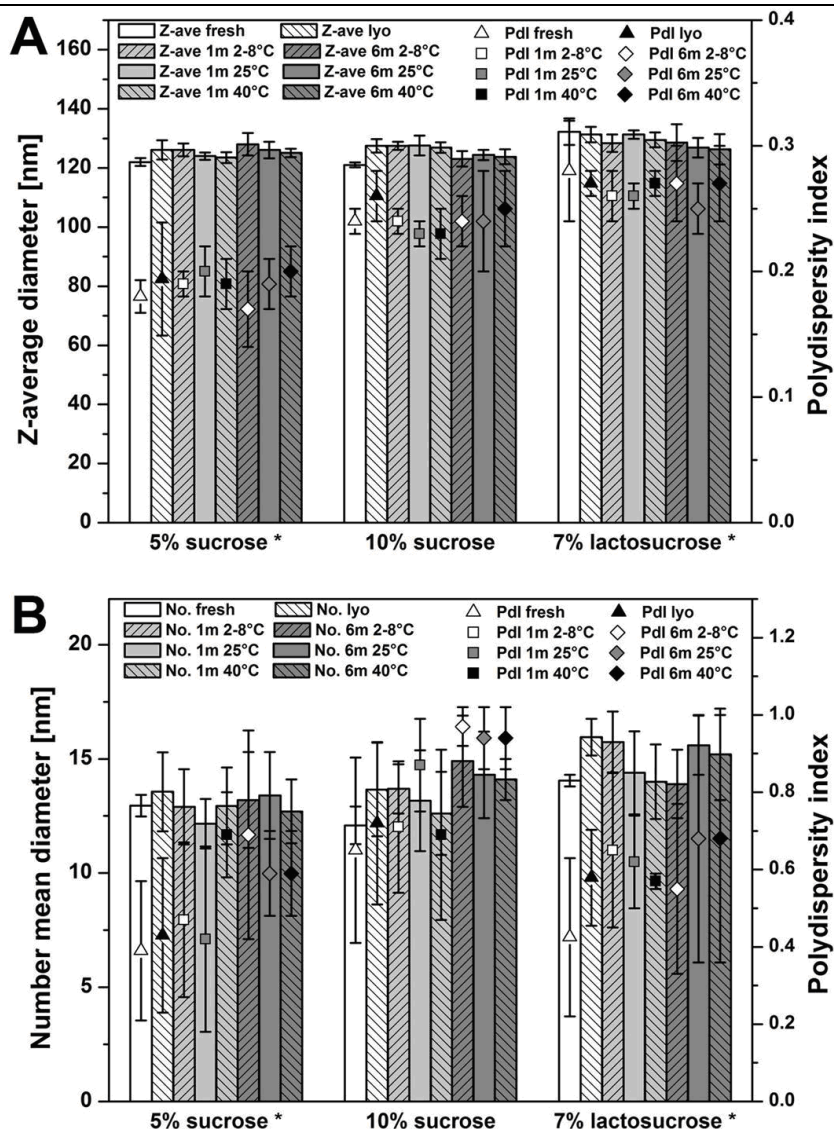 A
Z-ave fresh
Z-ave lyo
Z-ave 1m 2-8°C
Z-ave 6m 2-8°C
Z-ave 1m 25°C
Z-ave 6m 25°C
Z-ave 1m 40°C
Z-ave 6m 40°C
PdI fresh
PdI lyo
PdI 1m 2-8°C
PdI 6m 2-8°C
PdI 1m 25°C
PdI 6m 25°C
PdI 1m 40°C
PdI 6m 40°C
Z-average diameter [nm]
160
140
120
100
80
60
40
20
0
Polydispersity index
0.4
0.3
0.2
0.1
0.0
5% sucrose *
10% sucrose
7% lactosucrose *
B
No. fresh
No. lyo
No. 1m 2-8°C
No. 6m 2-8°C
No. 1m 25°C
No. 6m 25°C
No. 1m 40°C
No. 6m 40°C
PdI fresh
PdI lyo
PdI 1m 2-8°C
PdI 6m 2-8°C
PdI 1m 25°C
PdI 6m 25°C
PdI 1m 40°C
PdI 6m 40°C
Number mean diameter [nm]
20
15
10
5
0
Polydispersity index
1.2
1.0
0.8
0.6
0.4
0.2
0.0
5% sucrose *
10% sucrose
7% lactosucrose *